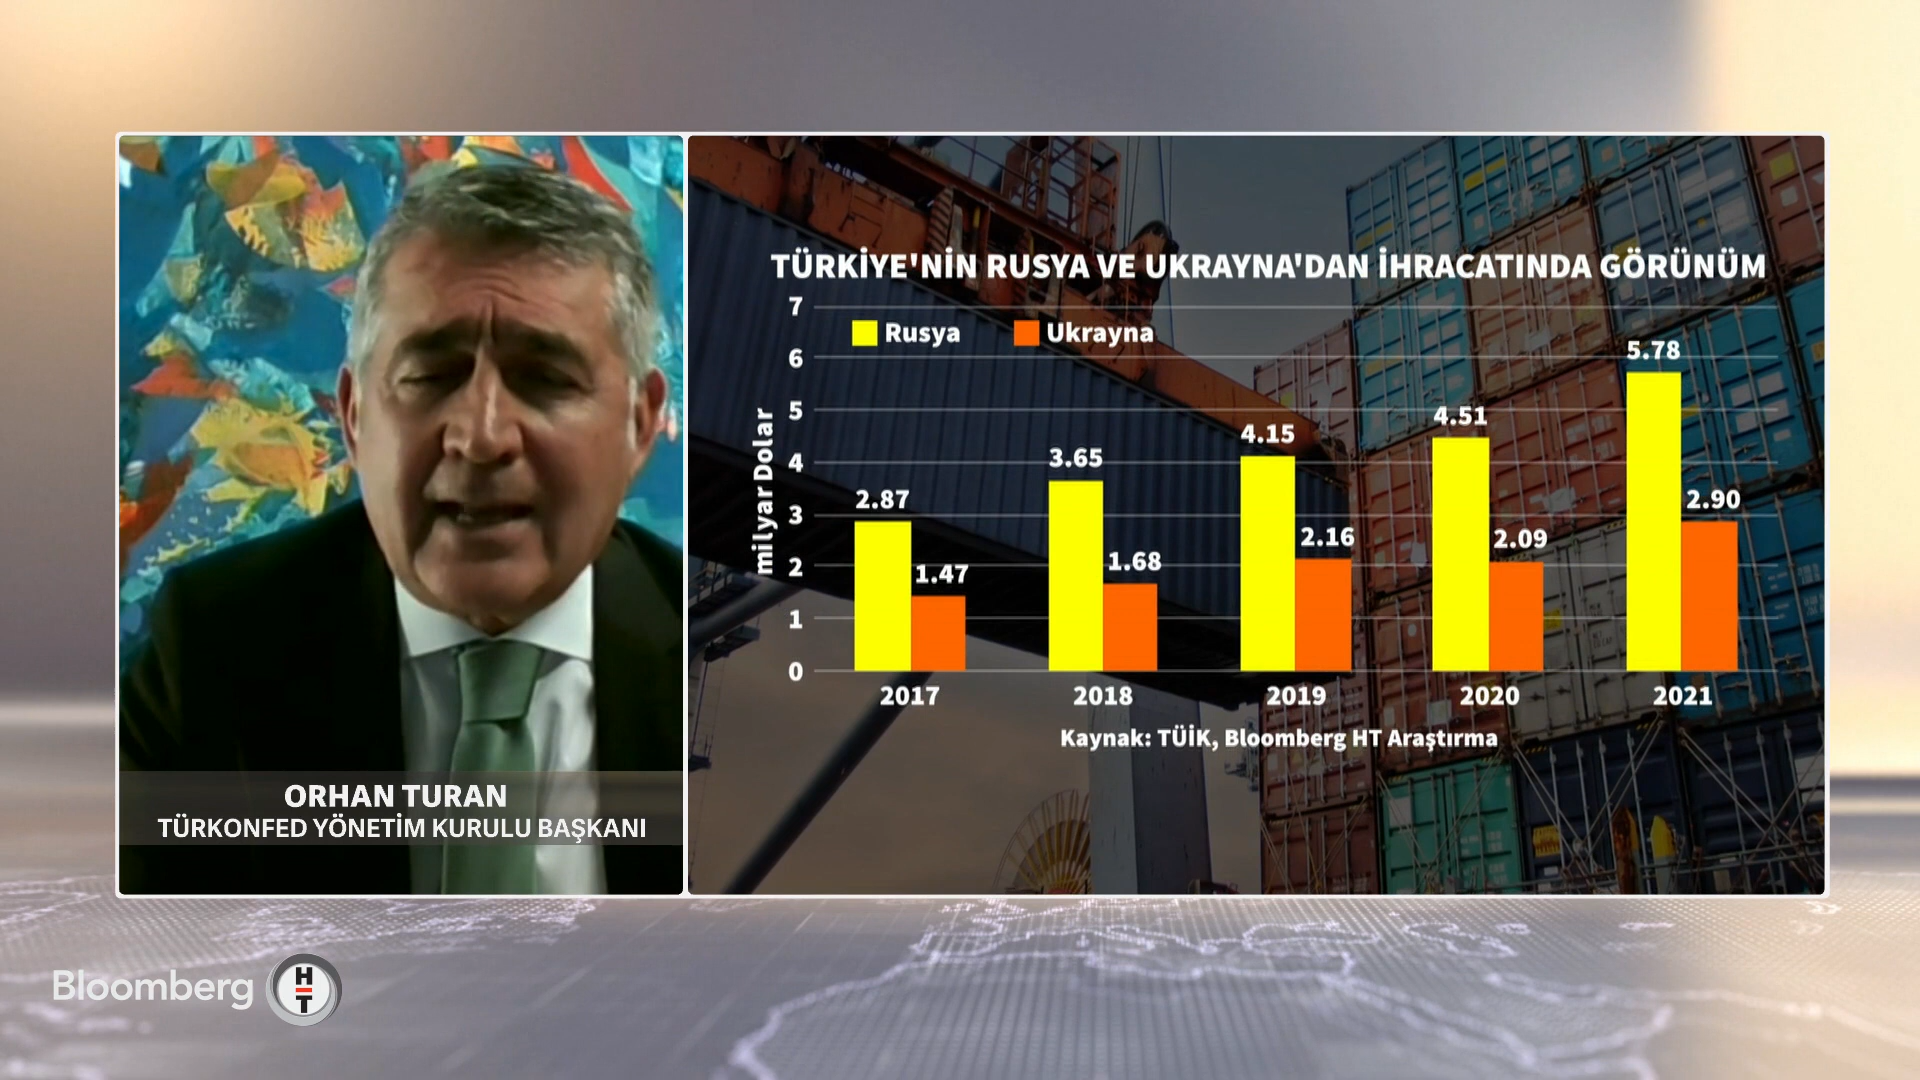 TÜRKİYE'NİN RUSYA VE UKRAYNA'DAN İHRACATINDA GÖRÜNÜM
Rusya
Ukrayna
milyar Dolar
7
6
5
4
3
2
1
0
2.87
1.47
3.65
1.68
4.15
2.16
4.51
2.09
5.78
2.90
2017
2018
2019
2020
2021
Kaynak: TÜİK, Bloomberg HT Araştırma
ORHAN TURAN
TÜRKONFED YÖNETİM KURULU BAŞKANI
Bloomberg HT